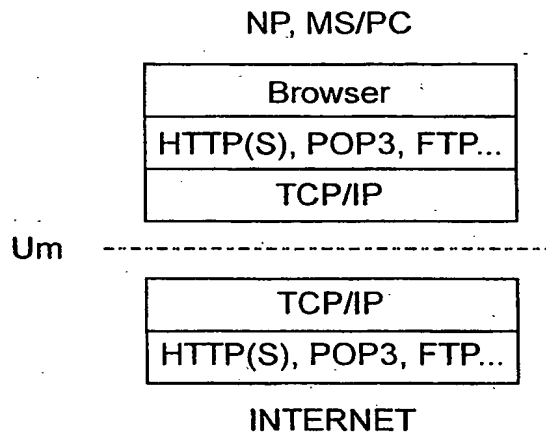 NP, MS/PC
Browser
HTTP(S), POP3, FTP...
TCP/IP
Um
TCP/IP
HTTP(S), POP3, FTP...
INTERNET